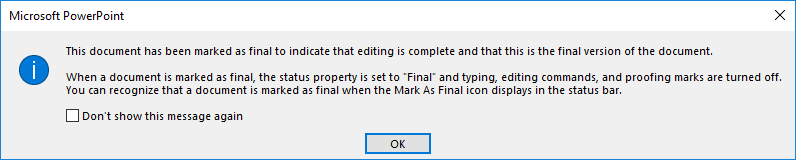 Microsoft PowerPoint
This document has been marked as final to indicate that editing is complete and that this is the final version of the document.
When a document is marked as final, the status property is set to "Final" and typing, editing commands, and proofing marks are turned off.
You can recognize that a document is marked as final when the Mark As Final icon displays in the status bar.
Don't show this message again
OK